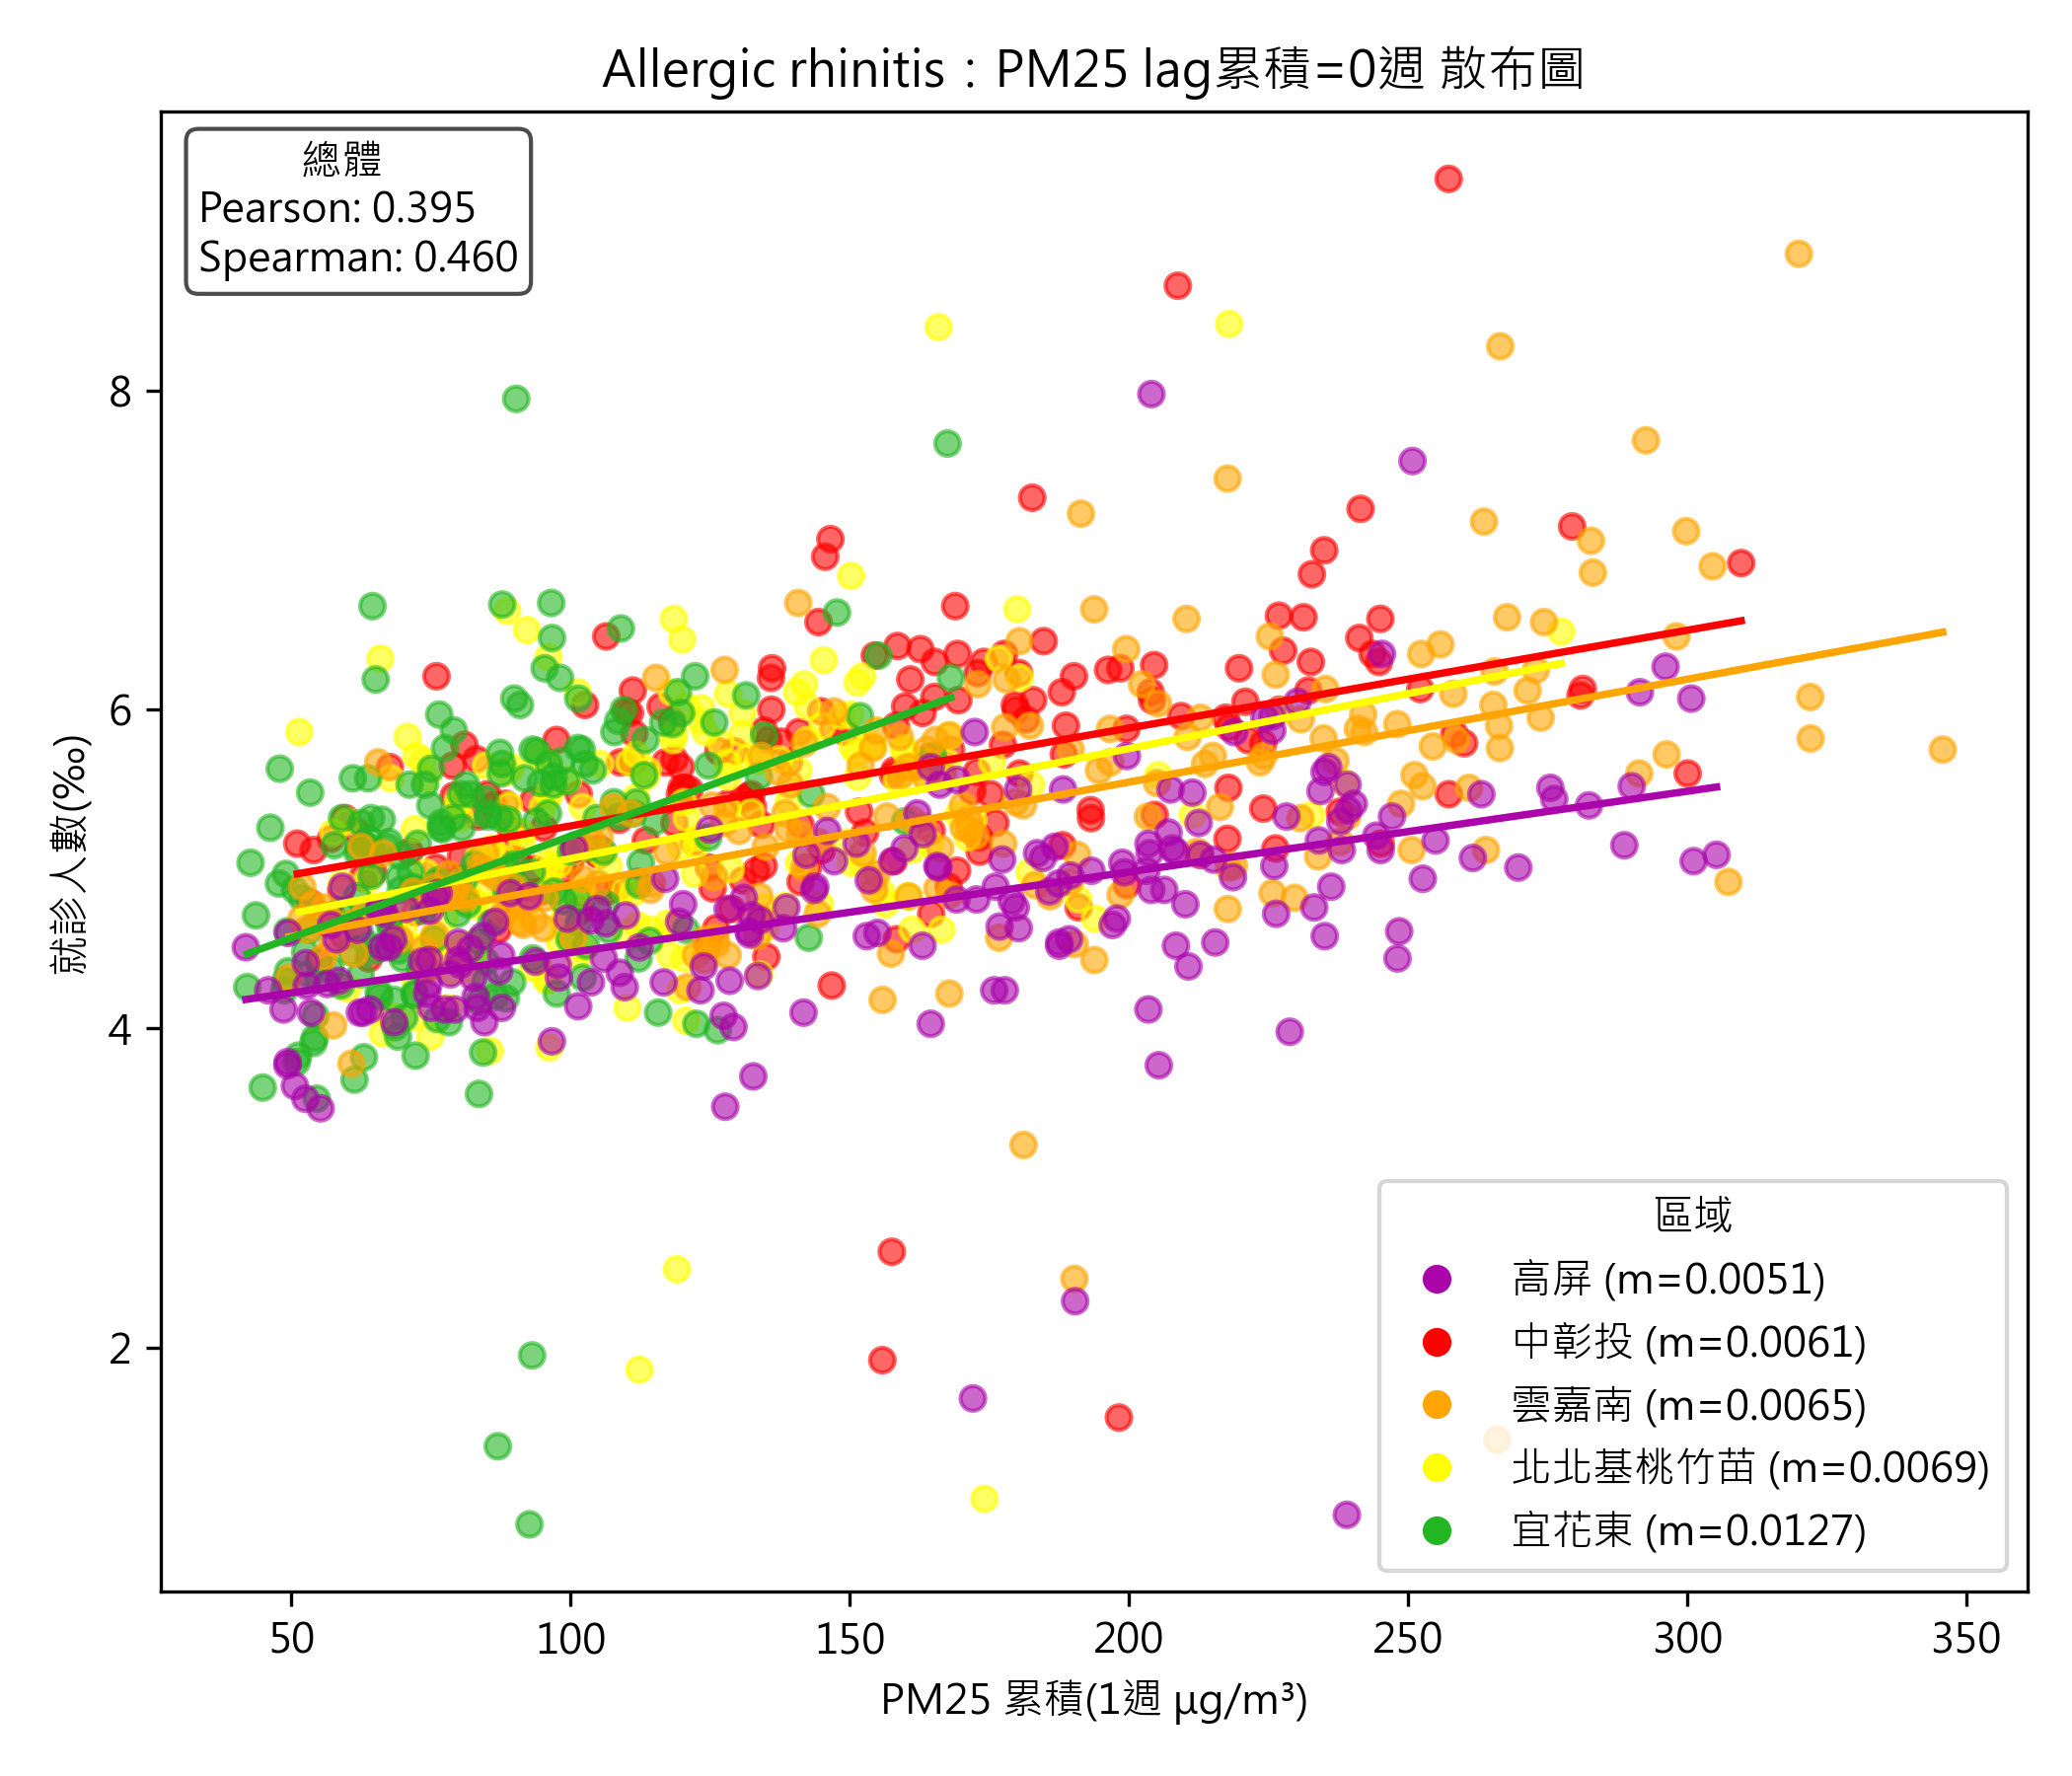 Allergic rhinitis：PM25 lag累積=0週 散布圖
總體
Pearson: 0.395
Spearman: 0.460
就診人數(‰)
8
6
4
2
區域
高屏 (m=0.0051)
中彰投 (m=0.0061)
雲嘉南 (m=0.0065)
北北基桃竹苗 (m=0.0069)
宜花東 (m=0.0127)
50 100 150 200 250 300 350
PM25 累積(1週 μg/m³)